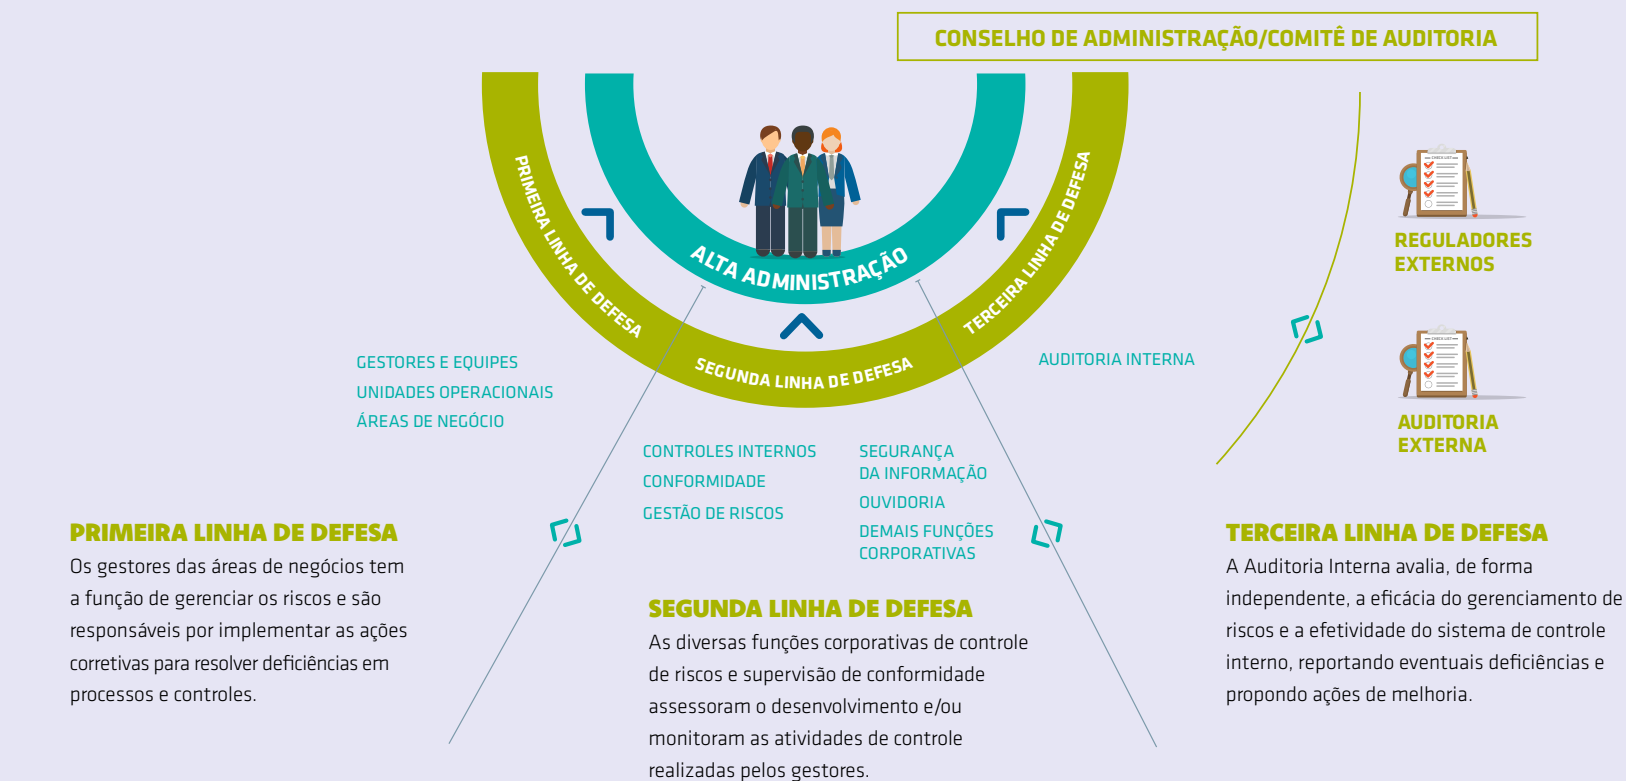 CONSELHO DE ADMINISTRAÇÃO/COMITÊ DE AUDITORIA
PRIMEIRA LINHA DE DEFESA
ALTA ADMINISTRAÇÃO
SEGUNDA LINHA DE DEFESA
TERCEIRA LINHA DE DEFESA
CHECK LIST
REGULADORES
EXTERNOS
CHECK LIST
AUDITORIA
EXTERNA
GESTORES E EQUIPES
UNIDADES OPERACIONAIS
ÁREAS DE NEGÓCIO
CONTROLES INTERNOS
CONFORMIDADE
GESTÃO DE RISCOS
SEGURANÇA
DA INFORMAÇÃO
OUVIDORIA
DEMAIS FUNÇÕES
CORPORATIVAS
AUDITORIA INTERNA
PRIMEIRA LINHA DE DEFESA
Os gestores das áreas de negócios tem
a função de gerenciar os riscos e são
responsáveis por implementar as ações
corretivas para resolver deficiências em
processos e controles.
SEGUNDA LINHA DE DEFESA
As diversas funções corporativas de controle
de riscos e supervisão de conformidade
assessoram o desenvolvimento e/ou
monitoram as atividades de controle
realizadas pelos gestores.
TERCEIRA LINHA DE DEFESA
A Auditoria Interna avalia, de forma
independente, a eficácia do gerenciamento de
riscos e a efetividade do sistema de controle
interno, reportando eventuais deficiências e
propondo ações de melhoria.